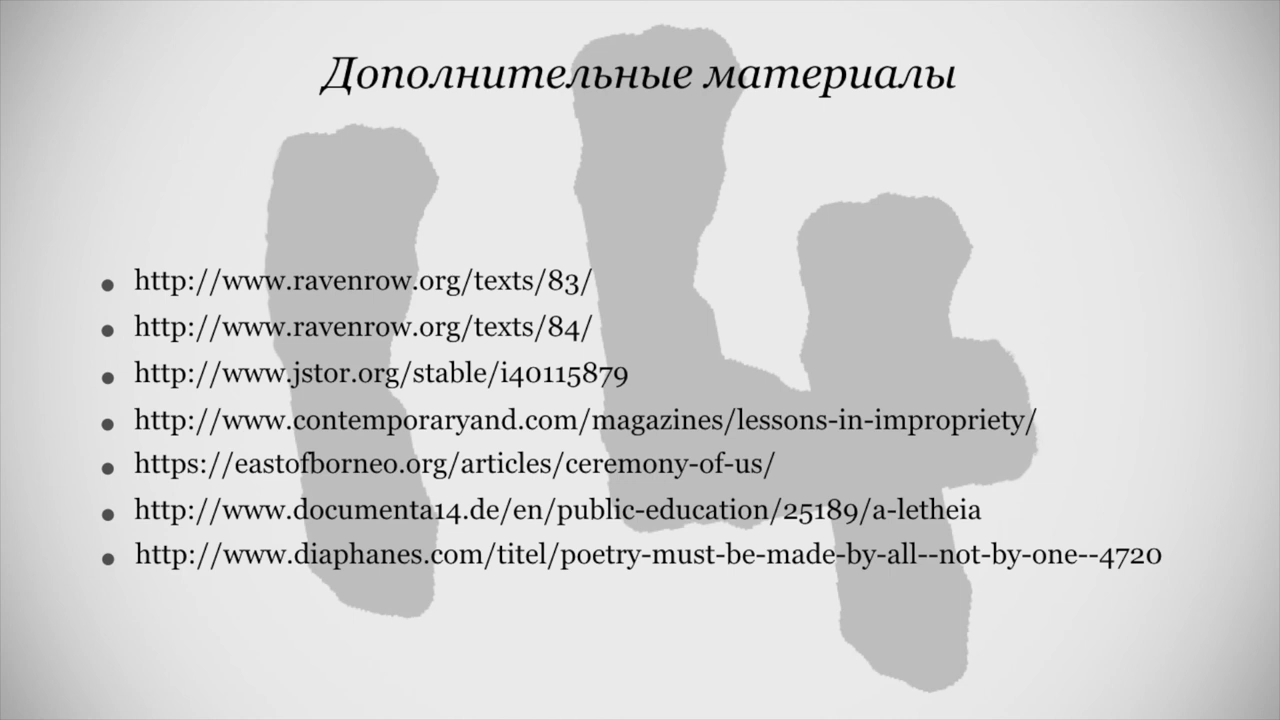 Дополнительные материалы
http://www.ravenrow.org/texts/83/
http://www.ravenrow.org/texts/84/
http://www.jstor.org/stable/i40115879
http://www.contemporaryand.com/magazines/lessons-in-impropriety/
https://eastofborneo.org/articles/ceremony-of-us/
http://www.documenta14.de/en/public-education/25189/a-letheia
http://www.diaphanes.com/titel/poetry-must-be-made-by-all--not-by-one--4720